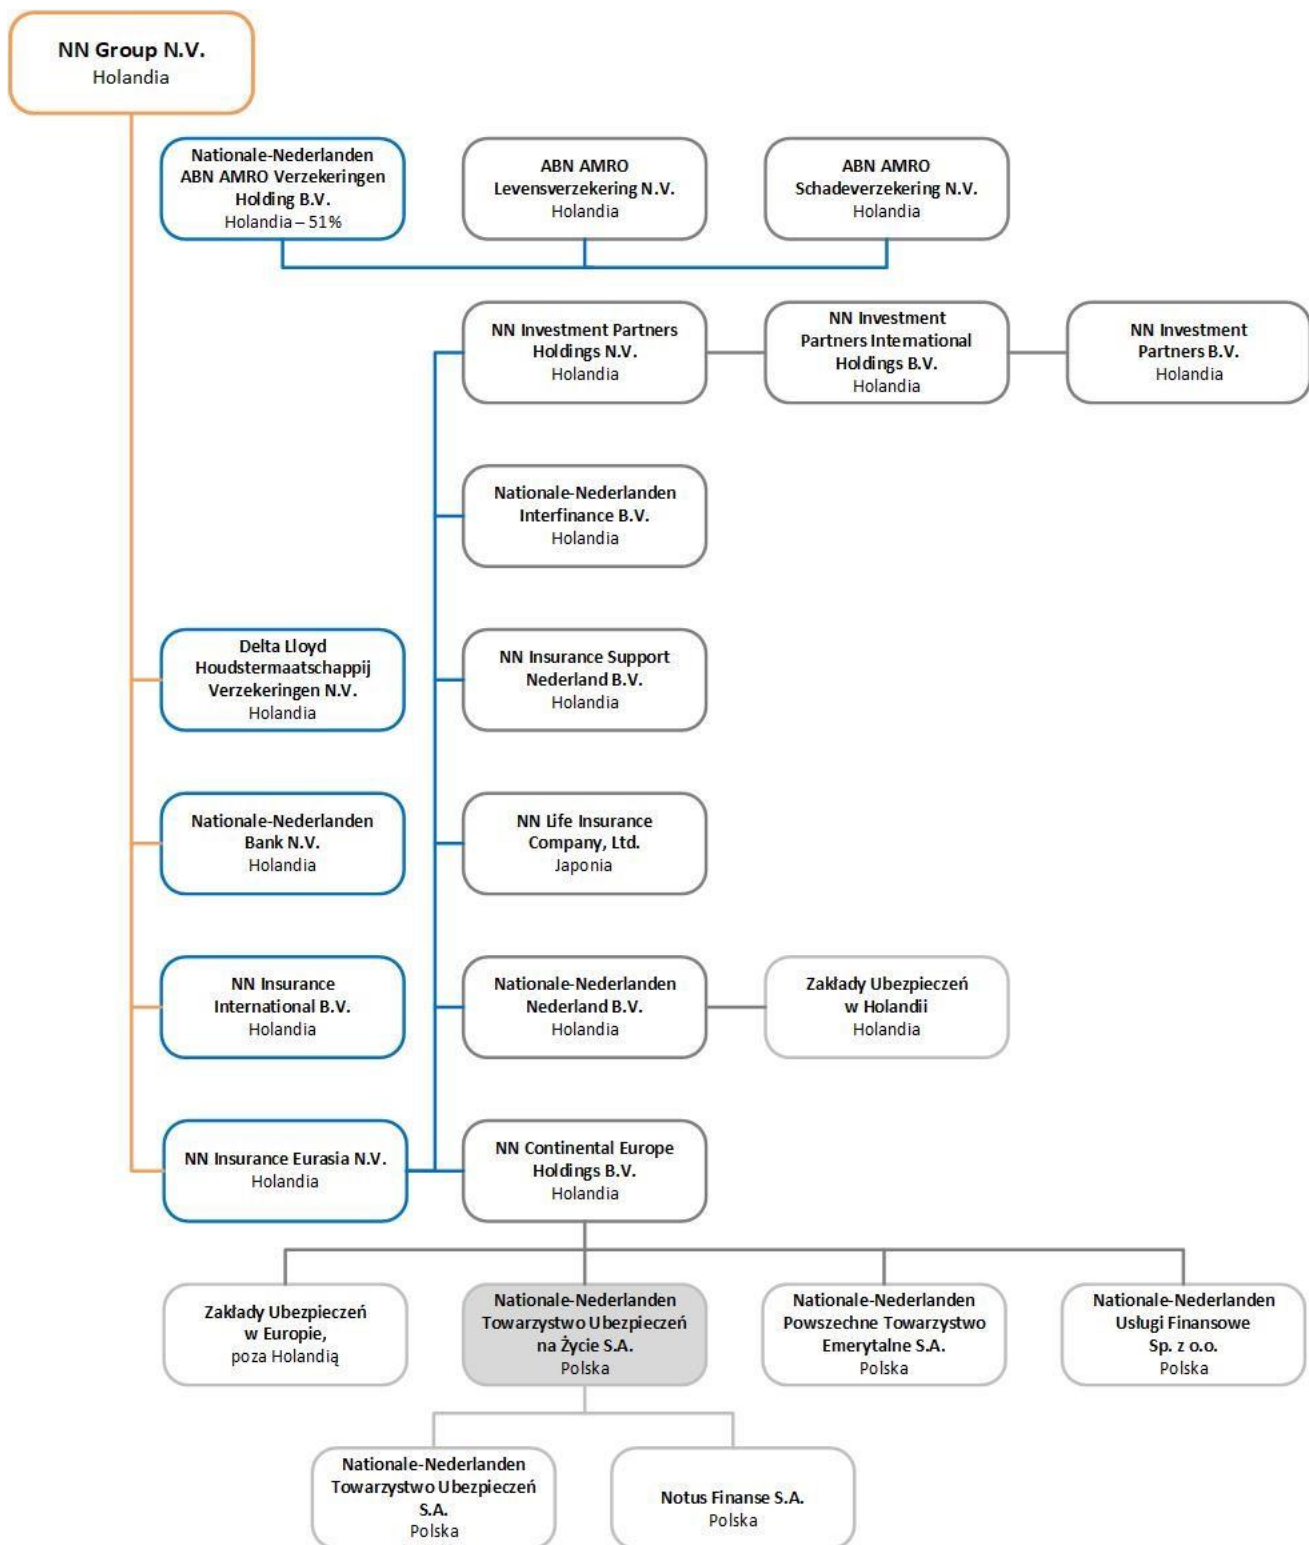 NN Group N.V.
Holandia
Nationale-Nederlanden
ABN AMRO Verzekeringen
Holding B.V.
Holandia – 51%
ABN AMRO
Levensverzekering N.V.
Holandia
ABN AMRO
Schadeverzekering N.V.
Holandia
NN Investment Partners
Holdings N.V.
Holandia
NN Investment
Partners International
Holdings B.V.
Holandia
NN Investment
Partners B.V.
Holandia
Nationale-Nederlanden
Interfinance B.V.
Holandia
Delta Lloyd
Houdstermaatschappij
Verzekeringen N.V.
Holandia
NN Insurance Support
Nederland B.V.
Holandia
Nationale-Nederlanden
Bank N.V.
Holandia
NN Life Insurance
Company, Ltd.
Japonia
NN Insurance
International B.V.
Holandia
Nationale-Nederlanden
Nederland B.V.
Holandia
Zakłady Ubezpieczeń
w Holandii
Holandia
NN Insurance Eurasia N.V.
Holandia
NN Continental Europe
Holdings B.V.
Holandia
Zakłady Ubezpieczeń
w Europie,
poza Holandią
Nationale-Nederlanden
Towarzystwo Ubezpieczeń
na Życie S.A.
Polska
Nationale-Nederlanden
Powszechne Towarzystwo
Emerytalne S.A.
Polska
Nationale-Nederlanden
Usługi Finansowe
Sp. z o.o.
Polska
Nationale-Nederlanden
Towarzystwo Ubezpieczeń
S.A.
Polska
Notus Finanse S.A.
Polska